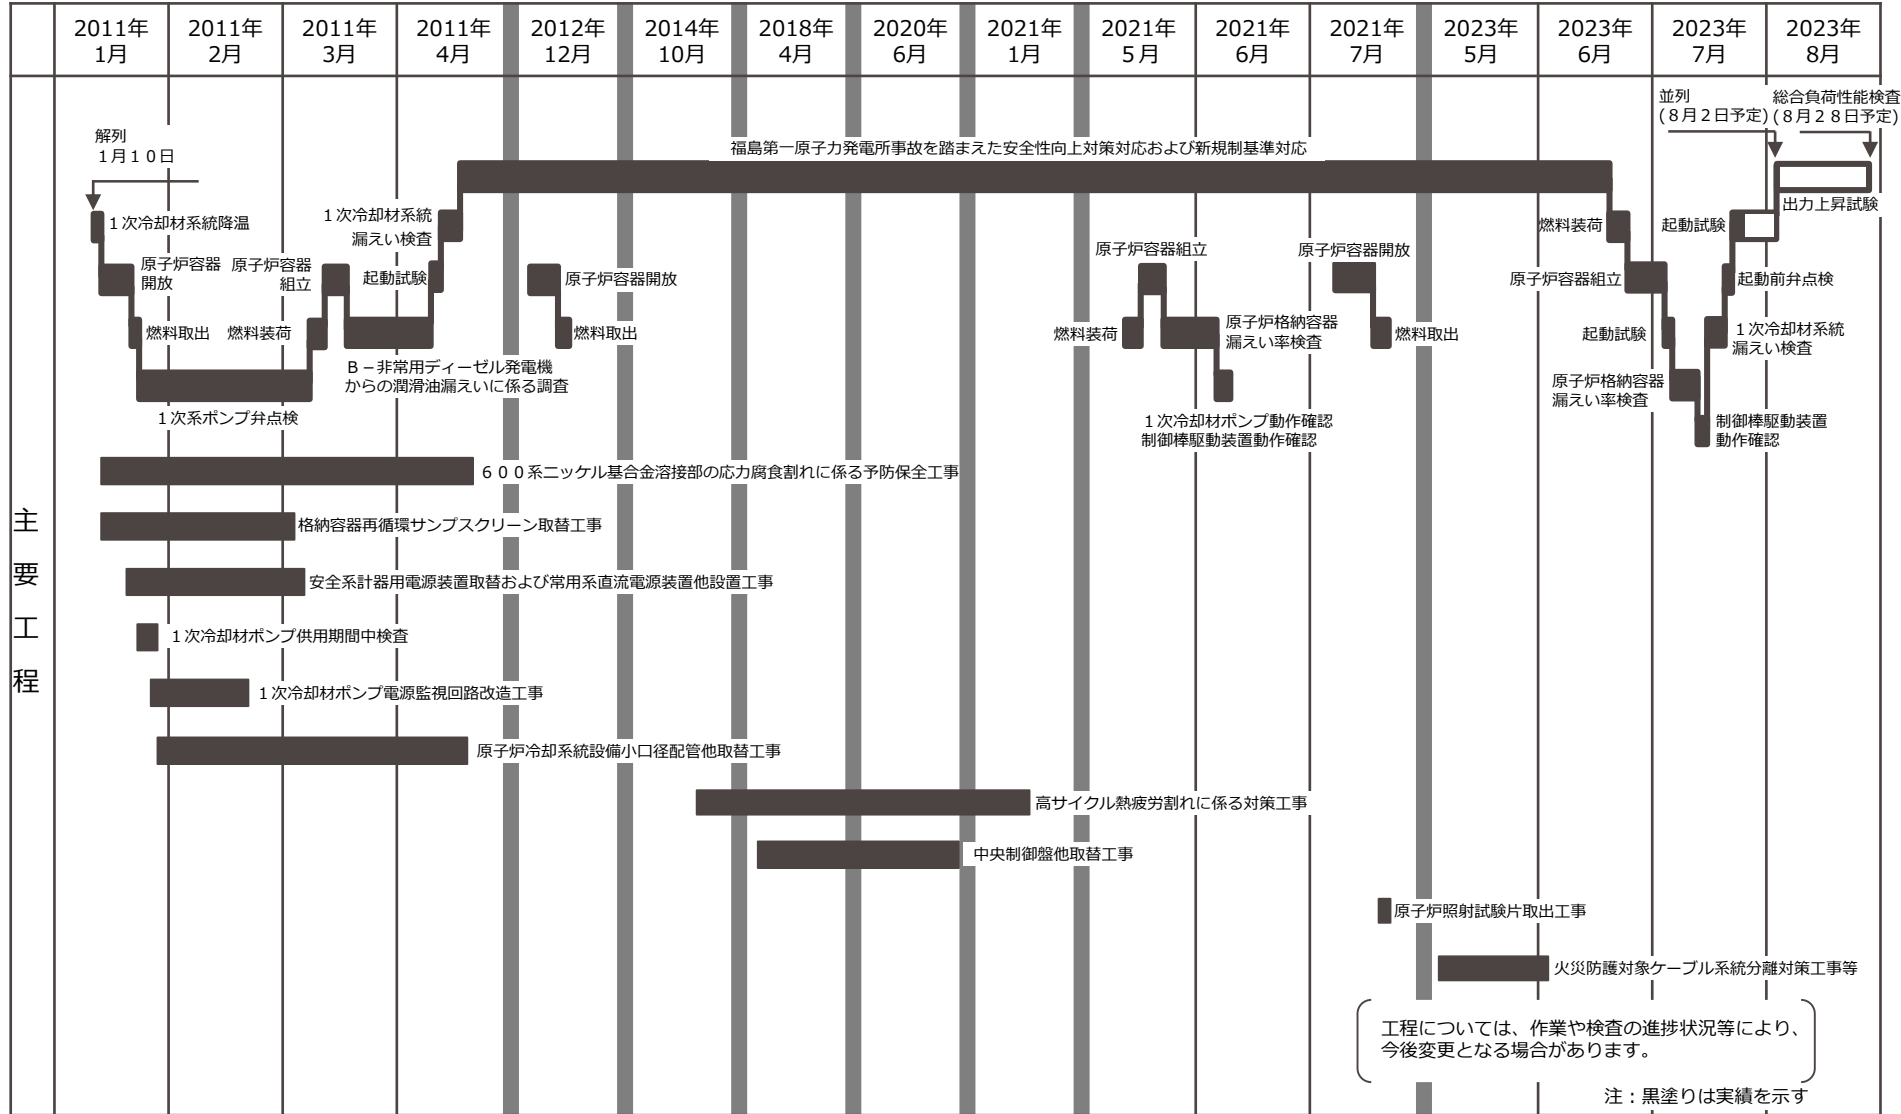 2011年
1月
2011年
2月
2011年
3月
2011年
4月
2012年
12月
2014年
10月
2018年
4月
2020年
6月
2021年
1月
2021年
5月
2021年
6月
2021年
7月
2023年
5月
2023年
6月
2023年
7月
2023年
8月
主要工程
解列
1月10日
福島第一原子力発電所事故を踏まえた安全性向上対策対応および新規制基準対応
並列
(8月2日予定)
総合負荷性能検査
(8月28日予定)
1次冷却材系統降温
1次冷却材系統
漏えい検査
燃料装荷
起動試験
出力上昇試験
原子炉容器
開放
原子炉容器
組立
起動試験
原子炉容器開放
原子炉容器組立
原子炉容器開放
原子炉容器組立
起動前弁点検
燃料取出
燃料装荷
燃料取出
燃料装荷
原子炉格納容器
漏えい率検査
燃料取出
起動試験
1次冷却材系統
漏えい検査
B-非常用ディーゼル発電機
からの潤滑油漏えいに係る調査
原子炉格納容器
漏えい率検査
1次系ポンプ弁点検
1次冷却材ポンプ動作確認
制御棒駆動装置動作確認
制御棒駆動装置
動作確認
600系ニッケル基合金溶接部の応力腐食割れに係る予防保全工事
格納容器再循環サンプスクリーン取替工事
安全系計器用電源装置取替および常用系直流電源装置他設置工事
1次冷却材ポンプ供用期間中検査
1次冷却材ポンプ電源監視回路改造工事
原子炉冷却系統設備小口径配管他取替工事
高サイクル熱疲労割れに係る対策工事
中央制御盤他取替工事
原子炉照射試験片取出工事
火災防護対象ケーブル系統分離対策工事等
工程については、作業や検査の進捗状況等により、
今後変更となる場合があります。
注：黒塗りは実績を示す